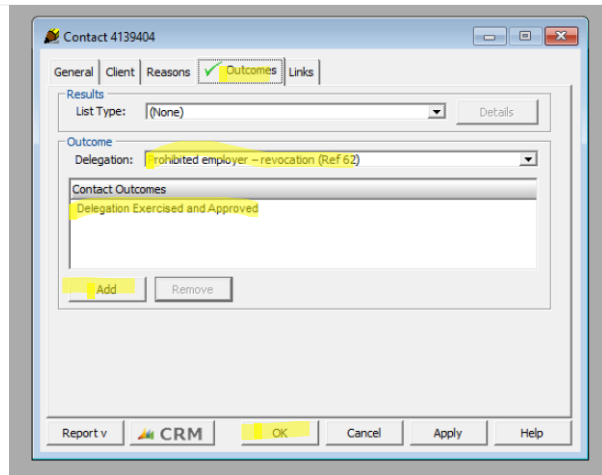 Contact 4139404
General Client Reasons Outcomes Links
Results
List Type: (None) Details
Outcome
Delegation: Prohibited employer – revocation (Ref 62)
Contact Outcomes
Delegation Exercised and Approved
Add Remove
Report v CRM OK Cancel Apply Help